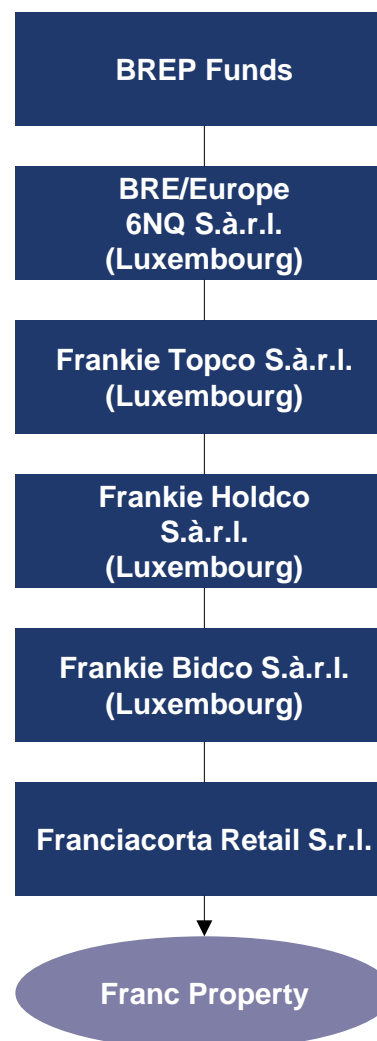 BREP Funds
BRE/Europe
6NQ S.à.r.l.
(Luxembourg)
Frankie Topco S.à.r.l.
(Luxembourg)
Frankie Holdco
S.à.r.l.
(Luxembourg)
Frankie Bidco S.à.r.l.
(Luxembourg)
Franciacorta Retail S.r.l.
Franc Property